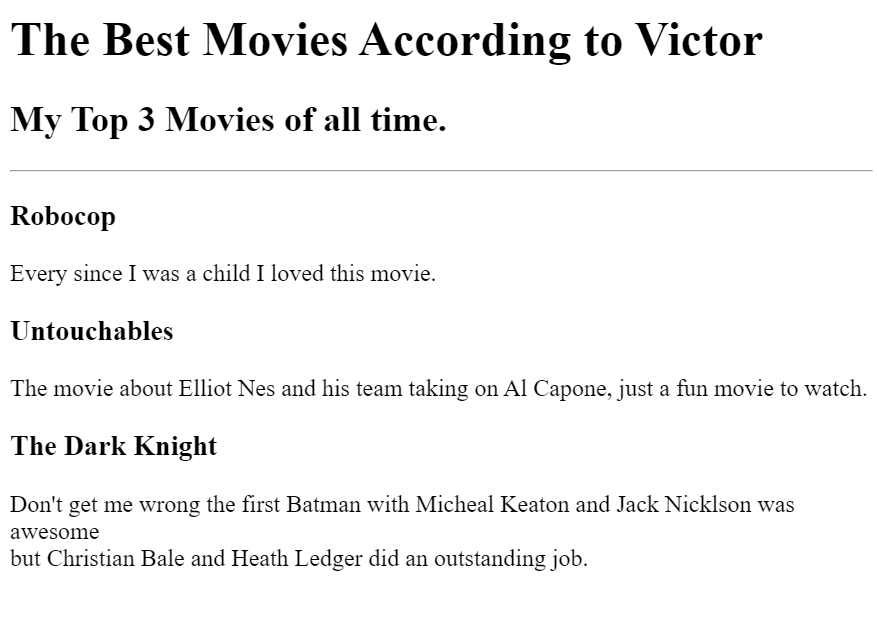 The Best Movies According to Victor
My Top 3 Movies of all time.
Robocop
Every since I was a child I loved this movie.
Untouchables
The movie about Elliot Nes and his team taking on Al Capone, just a fun movie to watch.
The Dark Knight
Don't get me wrong the first Batman with Micheal Keaton and Jack Nicklson was
awesome
but Christian Bale and Heath Ledger did an outstanding job.